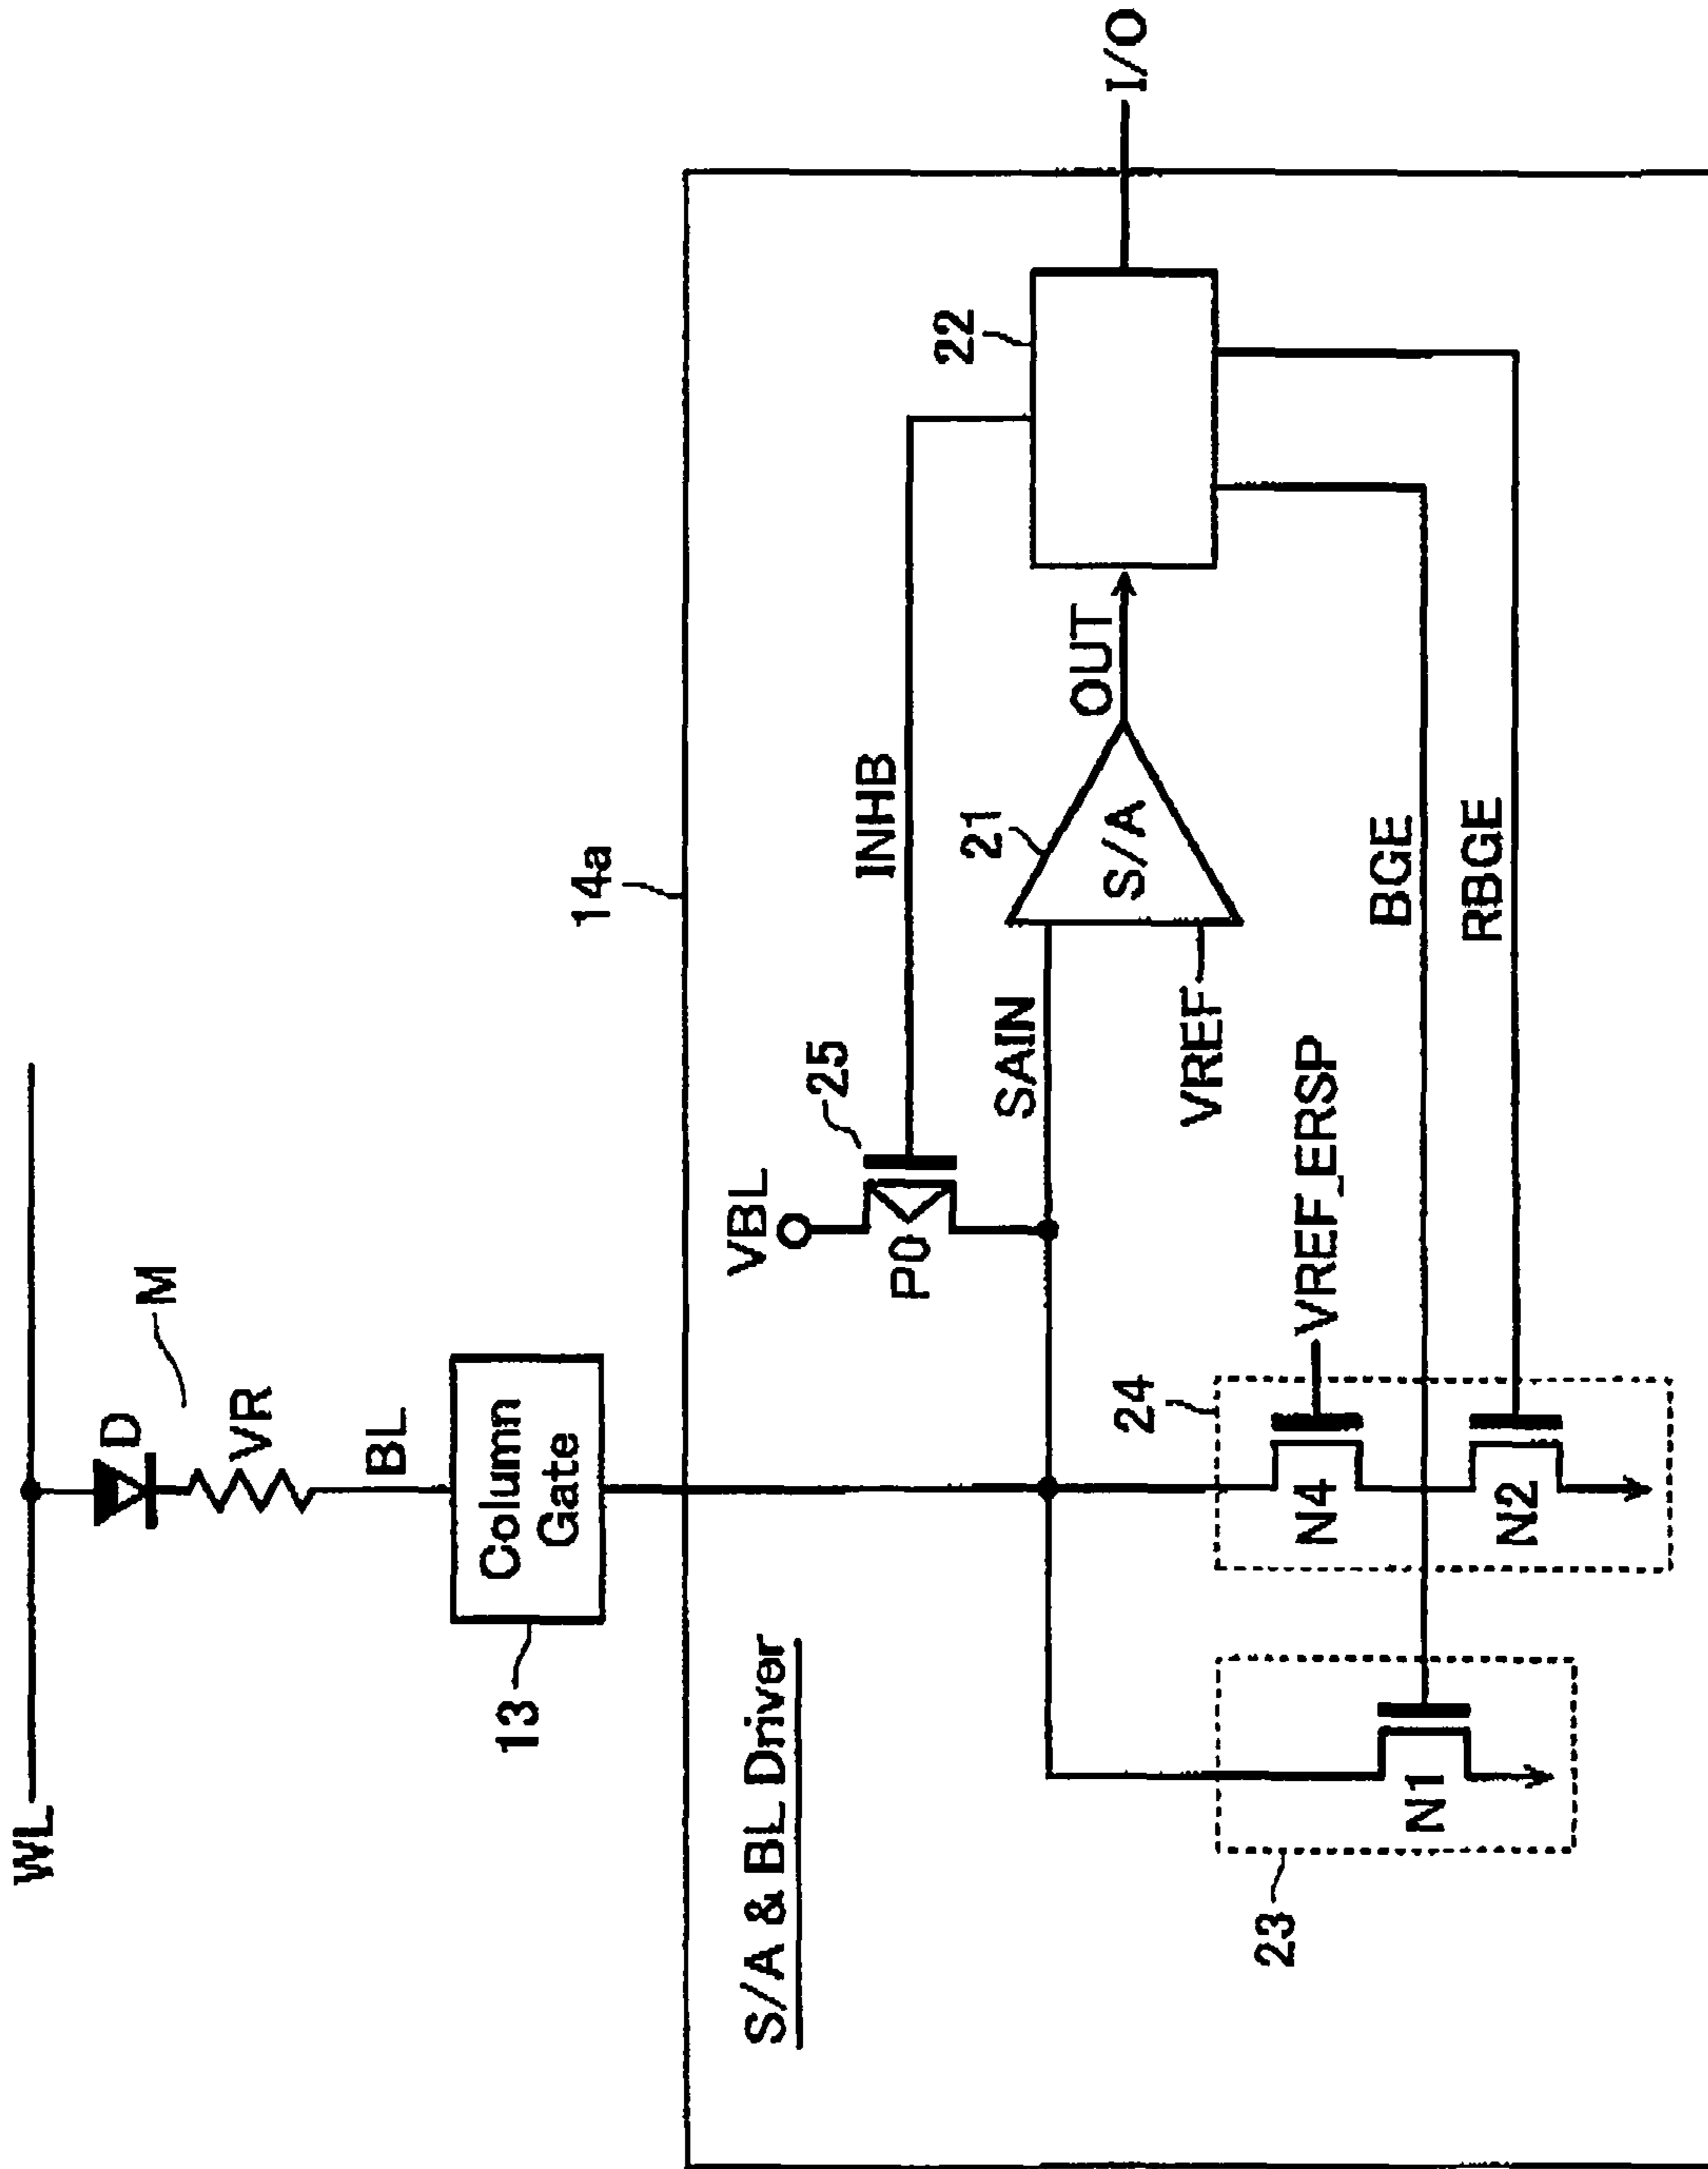 WL
D
M
VR
BL
Column
Gate
13
14a
S/A & BL Driver
VBL
25
P0
INHB
22
SAIN
21
S/A
OUT
I/O
VREF
24
VREF_ERSP
N4
BGE
23
N1
N2
RBGE